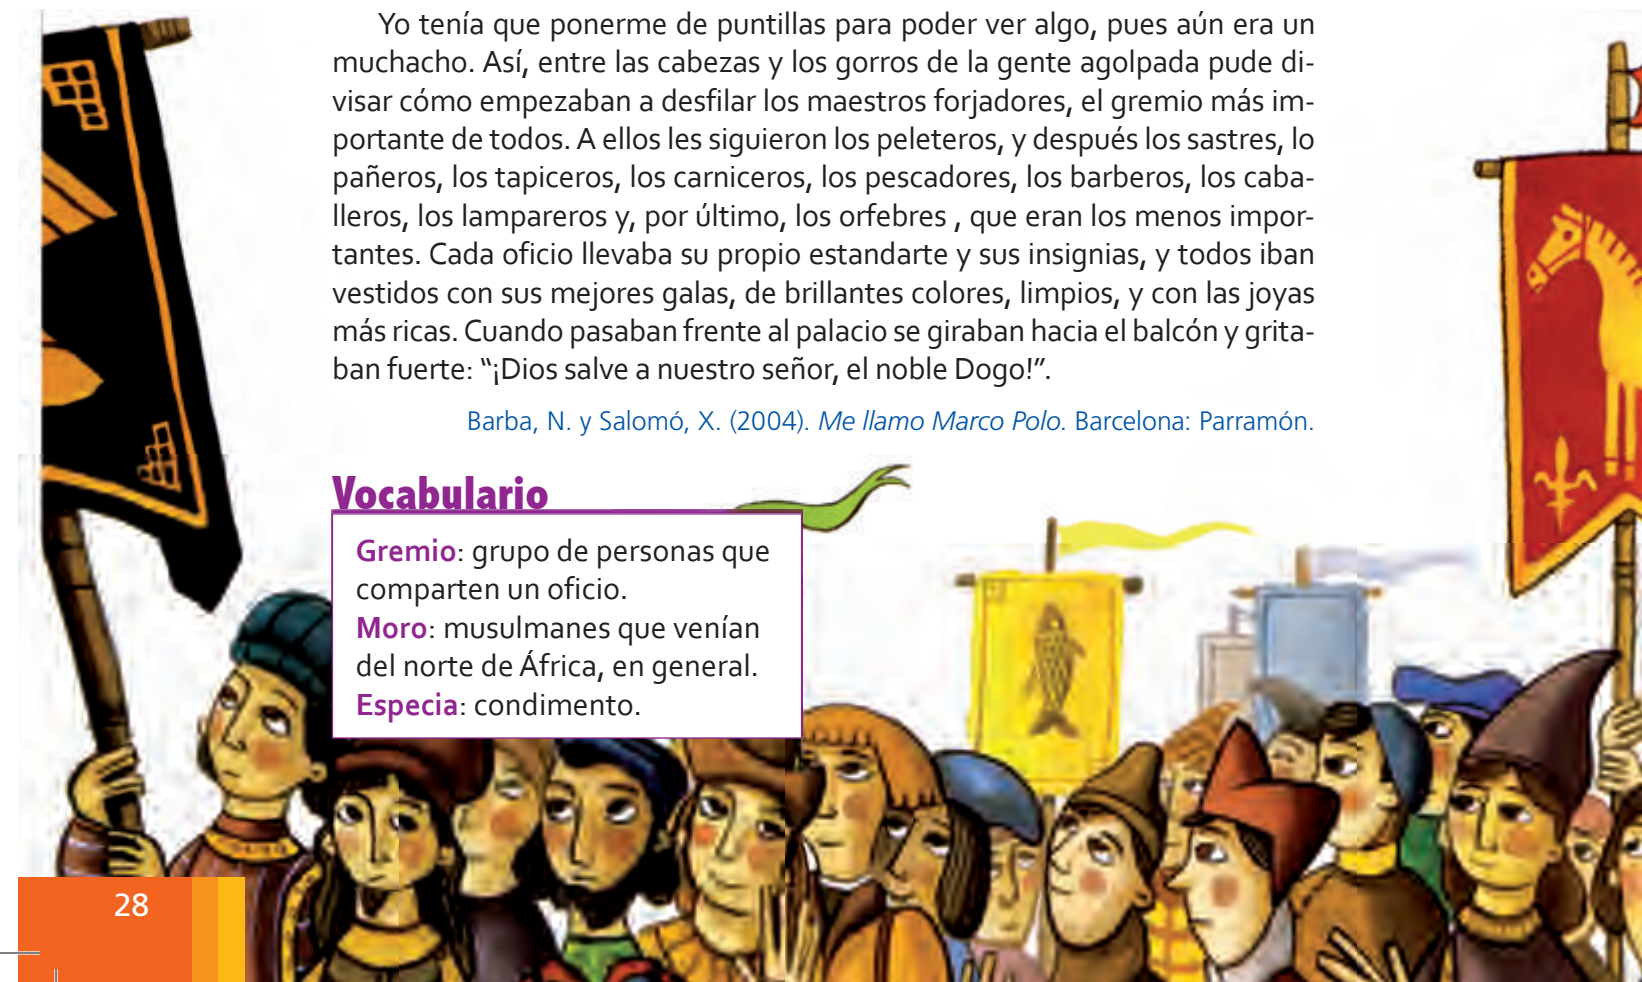 Yo tenía que ponerme de puntillas para poder ver algo, pues aún era un
muchacho. Así, entre las cabezas y los gorros de la gente agolpada pude di-
visar cómo empezaban a desfilar los maestros forjadores, el gremio más im-
portante de todos. A ellos les siguieron los peleteros, y después los sastres, lo
pañeros, los tapiceros, los carniceros, los pescadores, los barberos, los caba-
lleros, los lampareros y, por último, los orfebres , que eran los menos impor-
tantes. Cada oficio llevaba su propio estandarte y sus insignias, y todos iban
vestidos con sus mejores galas, de brillantes colores, limpios, y con las joyas
más ricas. Cuando pasaban frente al palacio se giraban hacia el balcón y grita-
ban fuerte: “¡Dios salve a nuestro señor, el noble Dogo!”.
Barba, N. y Salomó, X. (2004). Me llamo Marco Polo. Barcelona: Parramón.
Vocabulario
Gremio: grupo de personas que
comparten un oficio.
Moro: musulmanes que venían
del norte de África, en general.
Especia: condimento.
28